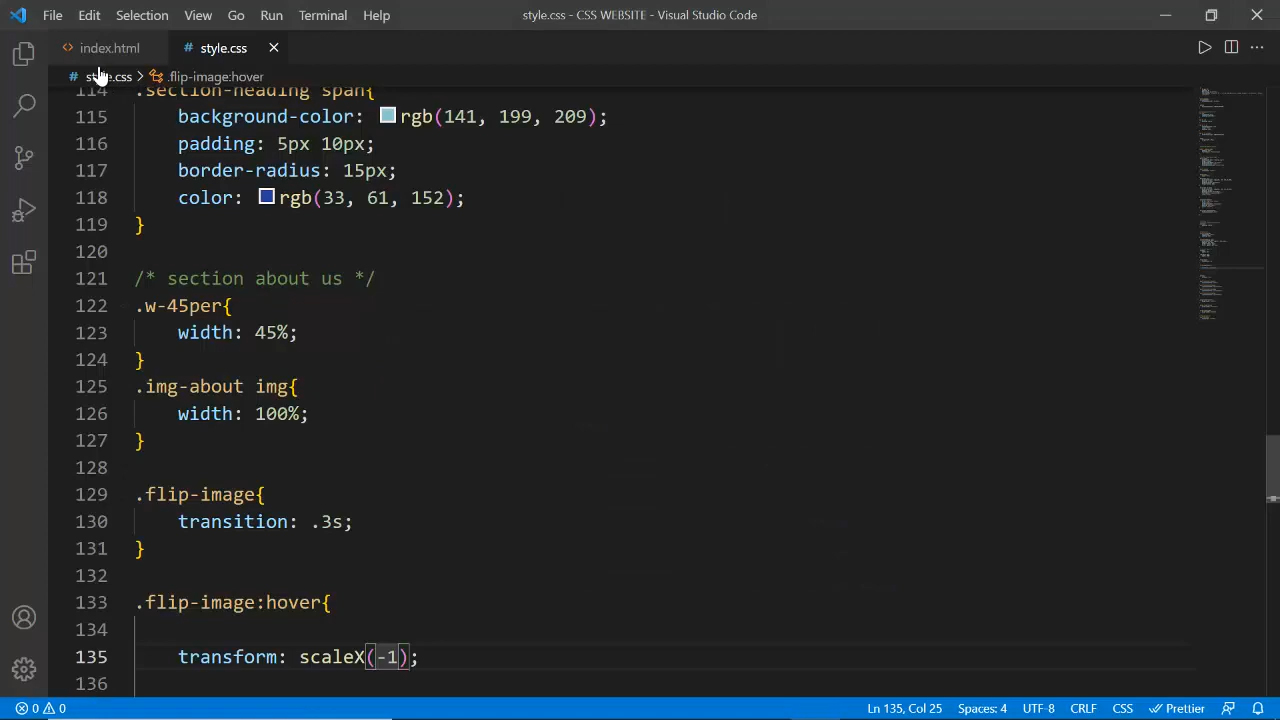 File Edit Selection View Go Run Terminal Help style.css - CSS WEBSITE - Visual Studio Code
index.html style.css
style.css .flip-image:hover
114 .section-heading span{
115 background-color: rgb(141, 199, 209);
116 padding: 5px 10px;
117 border-radius: 15px;
118 color: rgb(33, 61, 152);
119 }
120
121 /* section about us */
122 .w-45per{
123 width: 45%;
124 }
125 .img-about img{
126 width: 100%;
127 }
128
129 .flip-image{
130 transition: .3s;
131 }
132
133 .flip-image:hover{
134
135 transform: scaleX(-1);
136
0 0 Ln 135, Col 25 Spaces: 4 UTF-8 CRLF CSS Prettier